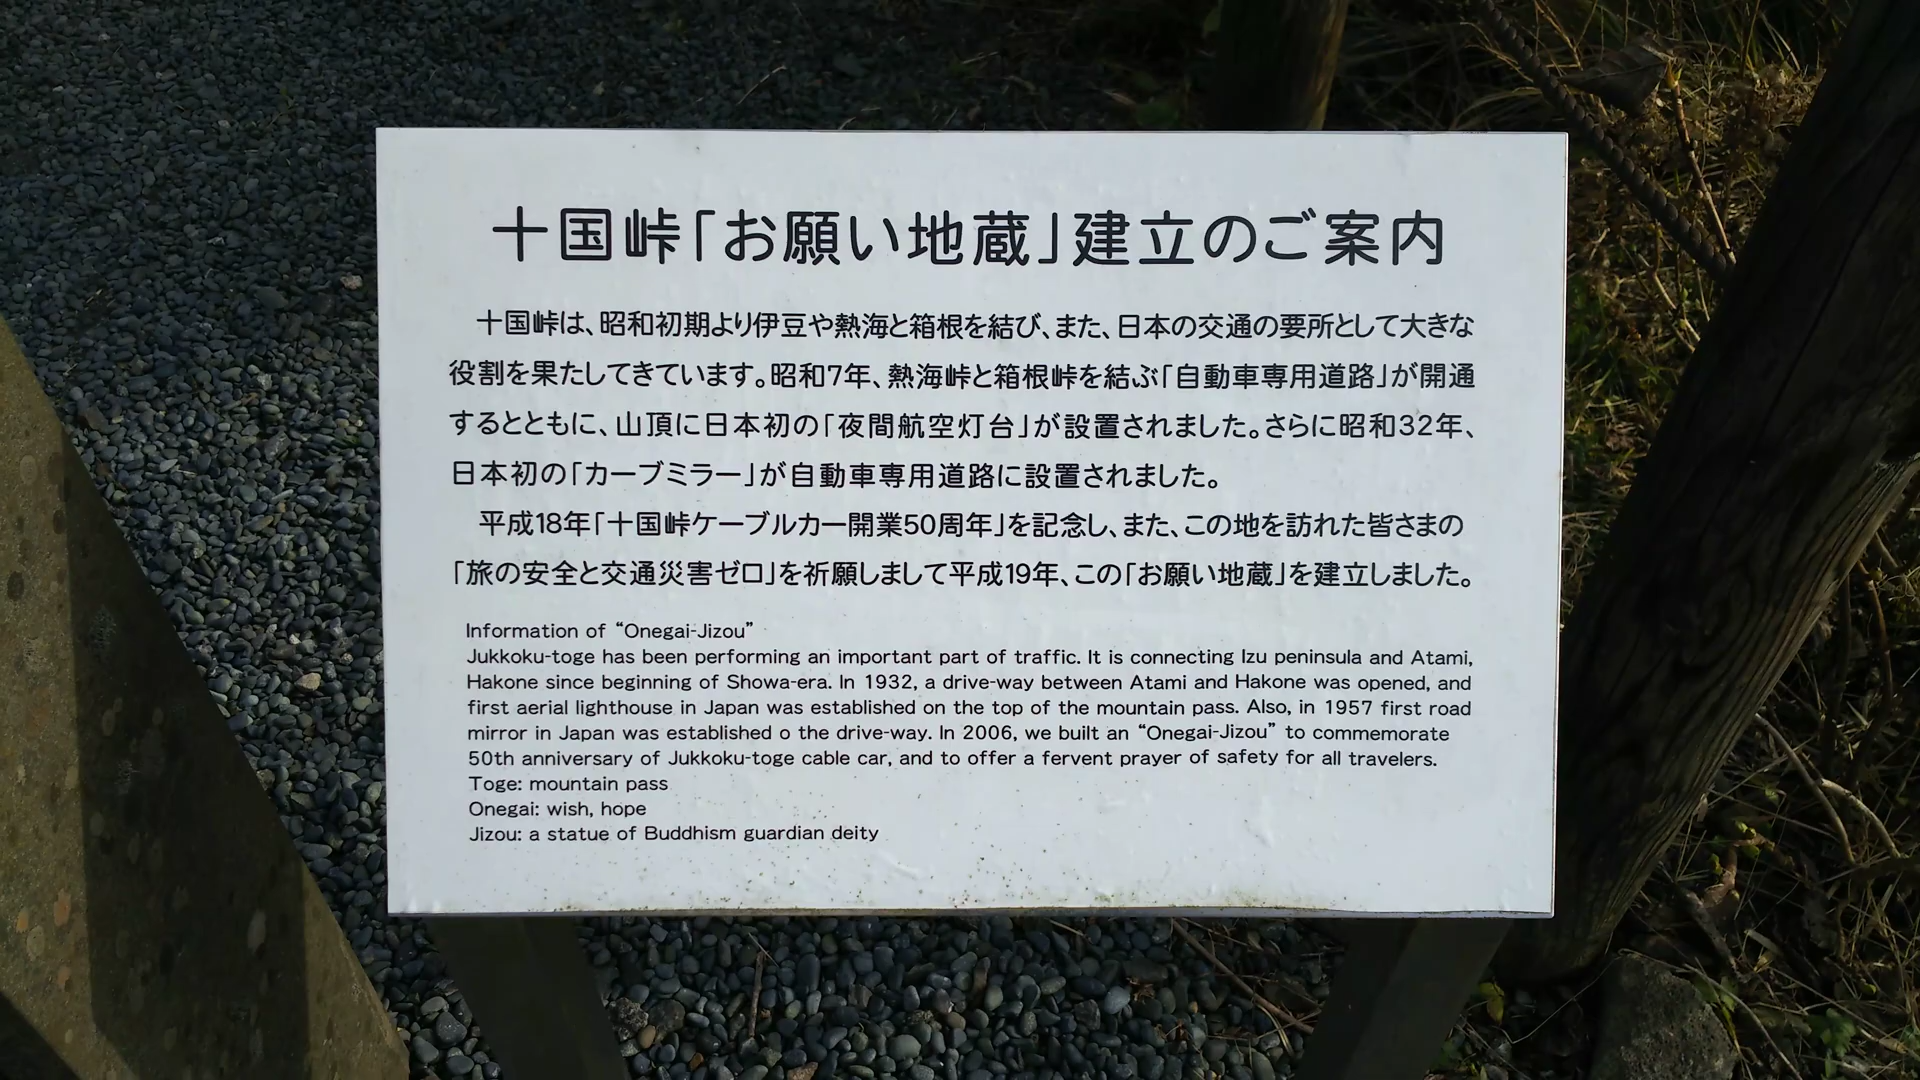 十国峠「お願い地蔵」建立のご案内
十国峠は、昭和初期より伊豆や熱海と箱根を結び、また、日本の交通の要所として大きな
役割を果たしてきています。昭和7年、熱海峠と箱根峠を結ぶ「自動車専用道路」が開通
するとともに、山頂に日本初の「夜間航空灯台」が設置されました。さらに昭和32年、
日本初の「カーブミラー」が自動車専用道路に設置されました。
平成18年「十国峠ケーブルカー開業50周年」を記念し、また、この地を訪れた皆さまの
「旅の安全と交通災害ゼロ」を祈願しまして平成19年、この「お願い地蔵」を建立しました。
Information of “Onegai-Jizou”
Jukkoku-toge has been performing an important part of traffic. It is connecting Izu peninsula and Atami,
Hakone since beginning of Showa-era. In 1932, a drive-way between Atami and Hakone was opened, and
first aerial lighthouse in Japan was established on the top of the mountain pass. Also, in 1957 first road
mirror in Japan was established o the drive-way. In 2006, we built an “Onegai-Jizou” to commemorate
50th anniversary of Jukkoku-toge cable car, and to offer a fervent prayer of safety for all travelers.
Toge: mountain pass
Onegai: wish, hope
Jizou: a statue of Buddhism guardian deity